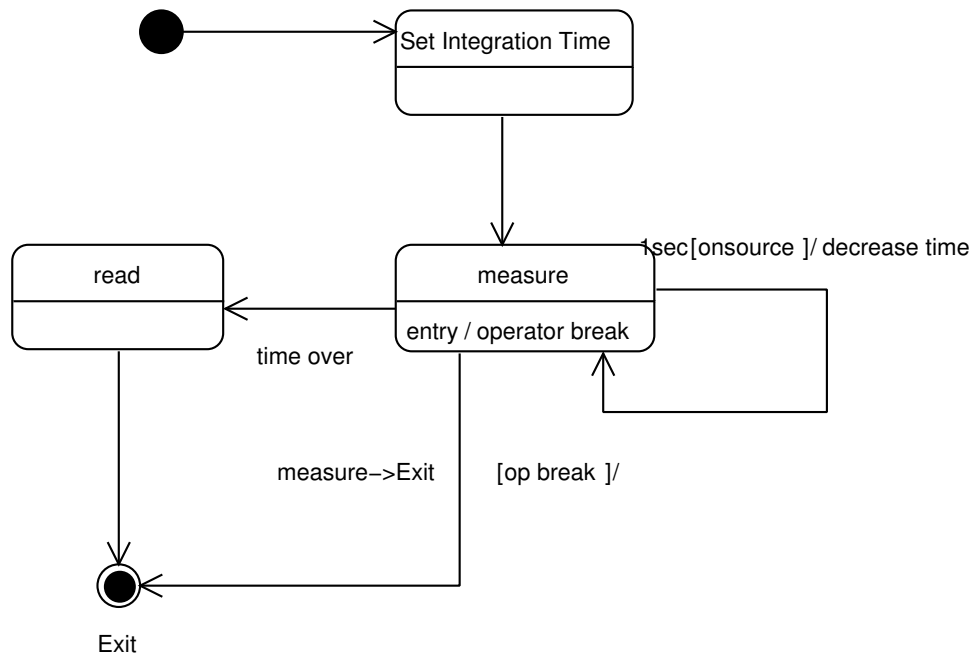 Set Integration Time
1sec[onsource ]/ decrease time
read
measure
entry / operator break
time over
measure−>Exit
[op break ]/
Exit